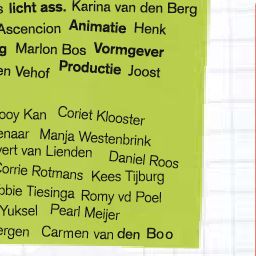 s licht ass. Karina van den Berg
Ascencion Animatie Henk
g Marlon Bos Vormgever
en Vehof Productie Joost
ooy Kan Coriet Klooster
enaar Manja Westenbrink
vert van Lienden Daniel Roos
Corrie Rotmans Kees Tijburg
bbie Tiesinga Romy vd Poel
Yuksel Pearl Meijer
ergen Carmen van den Boo